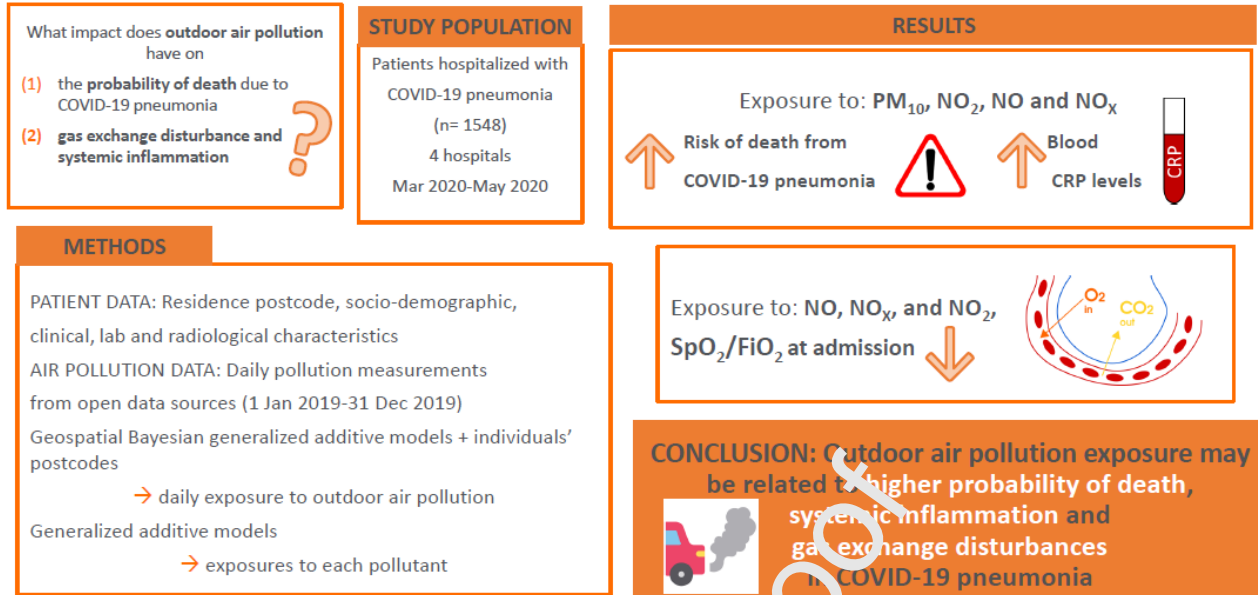 What impact does outdoor air pollution
have on
(1) the probability of death due to
COVID-19 pneumonia
(2) gas exchange disturbance and
systemic inflammation
?
STUDY POPULATION
Patients hospitalized with
COVID-19 pneumonia
(n= 1548)
4 hospitals
Mar 2020-May 2020
METHODS
PATIENT DATA: Residence postcode, socio-demographic,
clinical, lab and radiological characteristics
AIR POLLUTION DATA: Daily pollution measurements
from open data sources (1 Jan 2019-31 Dec 2019)
Geospatial Bayesian generalized additive models + individuals’
postcodes
→ daily exposure to outdoor air pollution
Generalized additive models
→ exposures to each pollutant
RESULTS
Exposure to: PM₁₀, NO₂, NO and NOₓ
Risk of death from
COVID-19 pneumonia
!
Blood
CRP levels
CRP
Exposure to: NO, NOₓ, and NO₂,
SpO₂/FiO₂ at admission
O₂
in
CO₂
out
CONCLUSION: Outdoor air pollution exposure may
be related to higher probability of death,
systemic inflammation and
gas exchange disturbances
in COVID-19 pneumonia